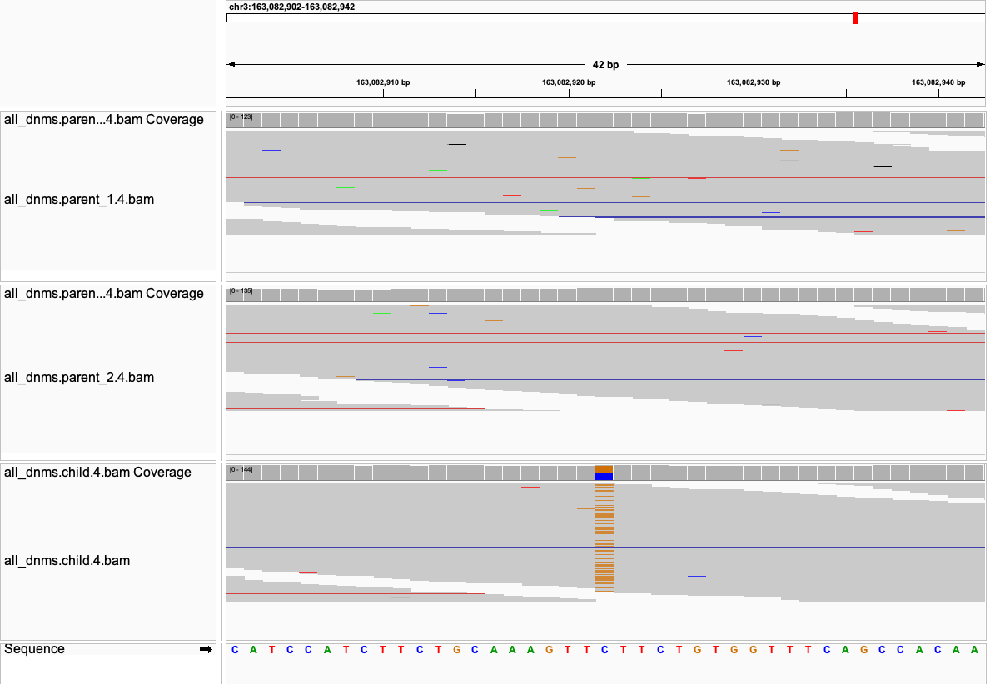 chr3:163,082,902-163,082,942
42 bp
163,082,910 bp 163,082,920 bp 163,082,930 bp 163,082,940 bp
all_dnms.paren...4.bam Coverage [0 - 123]
all_dnms.parent_1.4.bam
all_dnms.paren...4.bam Coverage [0 - 135]
all_dnms.parent_2.4.bam
all_dnms.child.4.bam Coverage [0 - 144]
all_dnms.child.4.bam
Sequence C A T C C A T C T T C T G C A A A G T T C T T C T G T G G T T T C A G C C A C A A